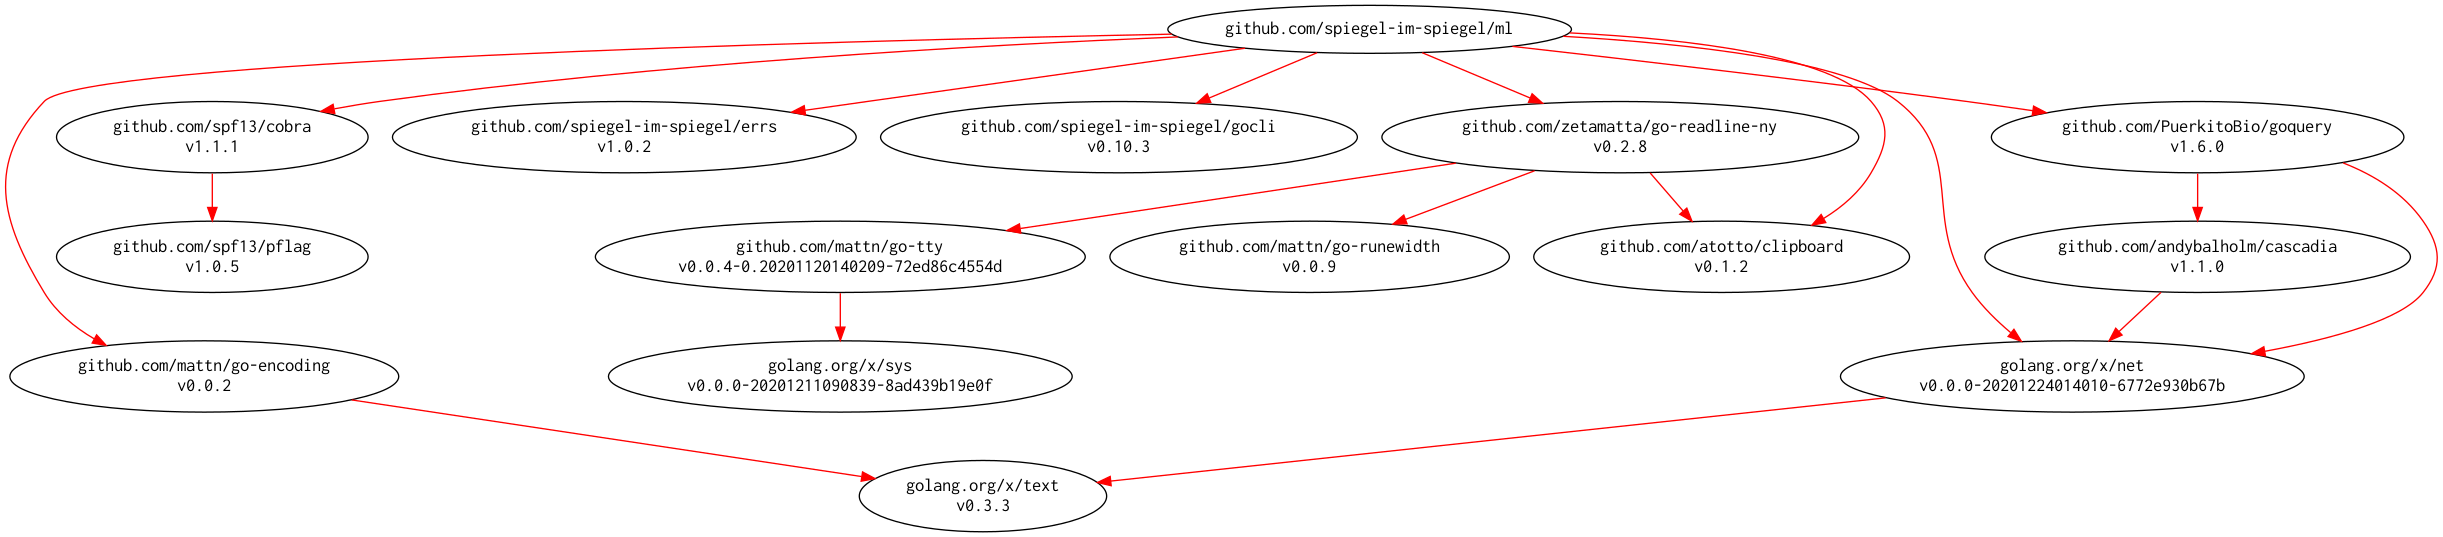 github.com/spiegel-im-spiegel/ml
github.com/spf13/cobra
v1.1.1
github.com/spiegel-im-spiegel/errs
v1.0.2
github.com/spiegel-im-spiegel/gocli
v0.10.3
github.com/zetamatta/go-readline-ny
v0.2.8
github.com/PuerkitoBio/goquery
v1.6.0
github.com/spf13/pflag
v1.0.5
github.com/mattn/go-tty
v0.0.4-0.20201120140209-72ed86c4554d
github.com/mattn/go-runewidth
v0.0.9
github.com/atotto/clipboard
v0.1.2
github.com/andybalholm/cascadia
v1.1.0
github.com/mattn/go-encoding
v0.0.2
golang.org/x/sys
v0.0.0-20201211090839-8ad439b19e0f
golang.org/x/net
v0.0.0-20201224014010-6772e930b67b
golang.org/x/text
v0.3.3